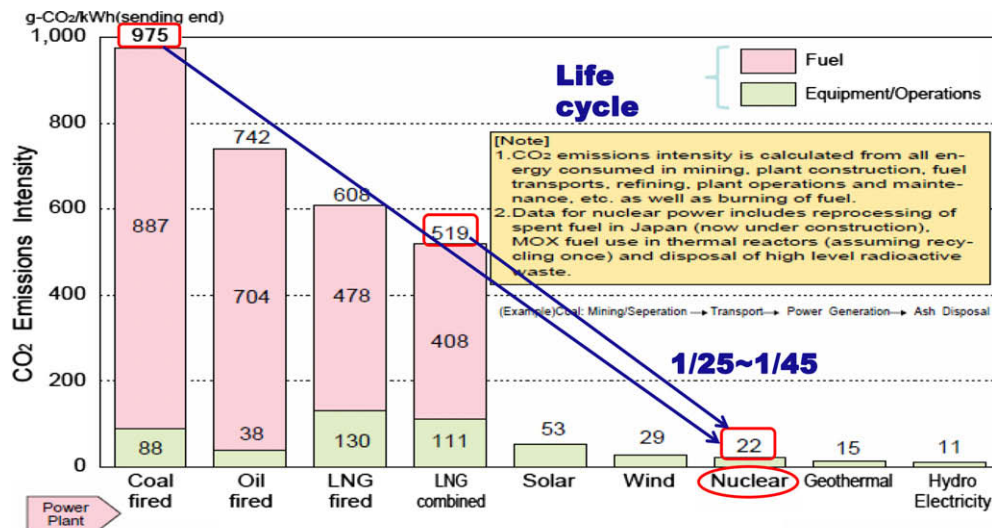 g-CO₂/kWh(sending end)
1,000
800
600
400
200
0
CO₂ Emissions Intensity
975
887
88
742
704
38
608
478
130
519
408
111
53
29
22
15
11
Life
cycle
Fuel
Equipment/Operations
[Note]
1.CO₂ emissions intensity is calculated from all en-
ergy consumed in mining, plant construction, fuel
transports, refining, plant operations and mainte-
nance, etc. as well as burning of fuel.
2.Data for nuclear power includes reprocessing of
spent fuel in Japan (now under construction),
MOX fuel use in thermal reactors (assuming recy-
cling once) and disposal of high level radioactive
waste.
(Example)Coal: Mining/Seperation → Transport → Power Generation → Ash Disposal
1/25~1/45
Coal
fired
Oil
fired
LNG
fired
LNG
combined
Solar
Wind
Nuclear
Geothermal
Hydro
Electricity
Power
Plant